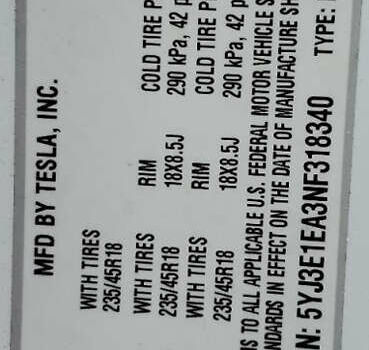 MFD BY TESLA, INC.
WITH TIRES
235/45R18
COLD TIRE P
WITH TIRES RIM 290 kPa, 42 p
235/45R18 18X8.5J COLD TIRE P
WITH TIRES RIM 290 kPa, 42 p
235/45R18 18X8.5J
S TO ALL APPLICABLE U.S. FEDERAL MOTOR VEHICLE S
NDARDS IN EFFECT ON THE DATE OF MANUFACTURE SH
N: 5YJ3E1EA3NF318340 TYPE: